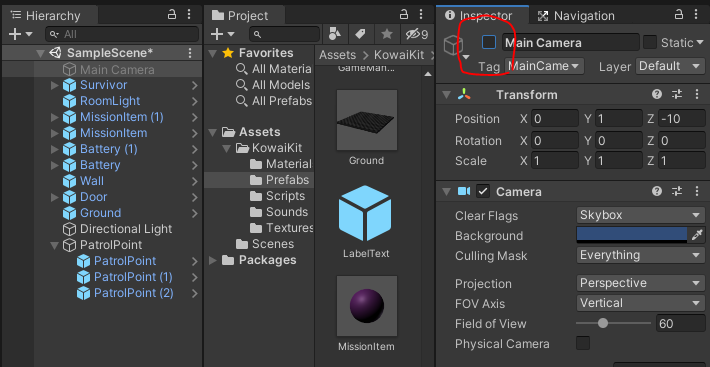 Hierarchy
All
SampleScene*
Main Camera
Survivor
RoomLight
MissionItem (1)
MissionItem
Battery (1)
Battery
Wall
Door
Ground
Directional Light
PatrolPoint
PatrolPoint
PatrolPoint (1)
PatrolPoint (2)
Project
9
Favorites
All Materia
All Models
All Prefabs
Assets
KowaiKit
Material
Prefabs
Scripts
Sounds
Textures
Scenes
Packages
Assets KowaiKit
GameMan...
Ground
LabelText
MissionItem
Inspector Navigation
Main Camera Static
Tag MainCame Layer Default
Transform
Position X 0 Y 1 Z -10
Rotation X 0 Y 0 Z 0
Scale X 1 Y 1 Z 1
Camera
Clear Flags Skybox
Background
Culling Mask Everything
Projection Perspective
FOV Axis Vertical
Field of View 60
Physical Camera